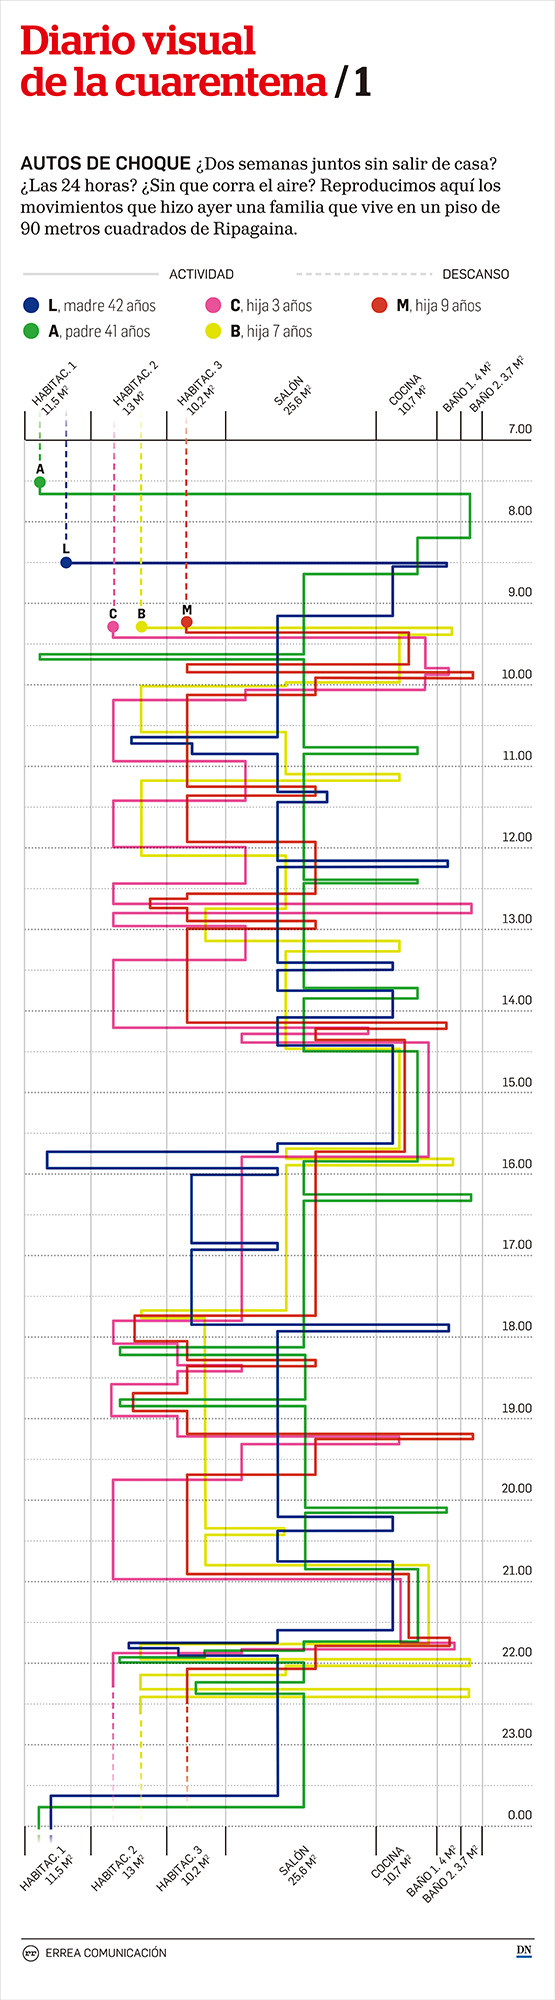 Diario visual
de la cuarentena / 1
AUTOS DE CHOQUE ¿Dos semanas juntos sin salir de casa?
¿Las 24 horas? ¿Sin que corra el aire? Reproducimos aquí los
movimientos que hizo ayer una familia que vive en un piso de
90 metros cuadrados de Ripagaina.
ACTIVIDAD
DESCANSO
L, madre 42 años
C, hija 3 años
M, hija 9 años
A, padre 41 años
B, hija 7 años
HABITAC. 1
11,5 M²
HABITAC. 2
13 M²
HABITAC. 3
10,2 M²
SALÓN
25,6 M²
COCINA
10,7 M²
BAÑO 1. 4 M²
BAÑO 2. 3,7 M²
7.00
A
8.00
L
9.00
C
B
M
10.00
11.00
12.00
13.00
14.00
15.00
16.00
17.00
18.00
19.00
20.00
21.00
22.00
23.00
0.00
HABITAC. 1
11,5 M²
HABITAC. 2
13 M²
HABITAC. 3
10,2 M²
SALÓN
25,6 M²
COCINA
10,7 M²
BAÑO 1. 4 M²
BAÑO 2. 3,7 M²
rr ERREA COMUNICACIÓN
DN